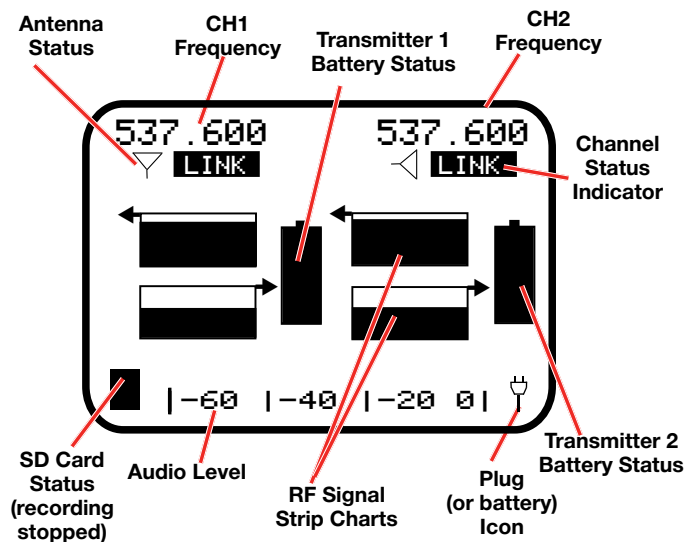 Antenna
Status
CH1
Frequency
Transmitter 1
Battery Status
CH2
Frequency
537.600
537.600
LINK
LINK
Channel
Status
Indicator
|-60 |-40 |-20 0|
SD Card
Status
(recording
stopped)
Audio Level
RF Signal
Strip Charts
Plug
(or battery)
Icon
Transmitter 2
Battery Status